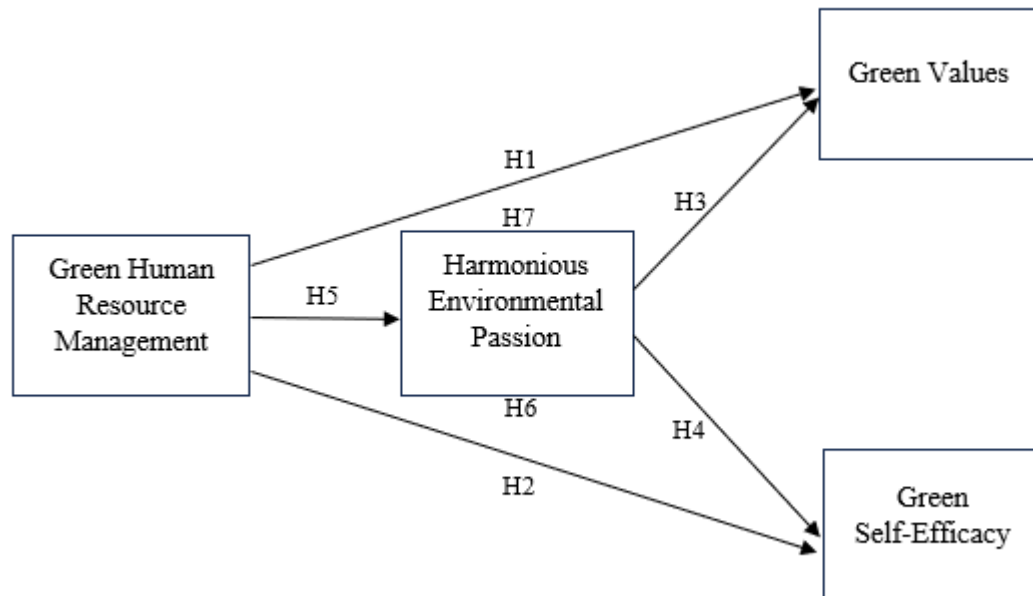 Green Values
H1
H3
H7
Green Human
Resource
Management
H5
Harmonious
Environmental
Passion
H6
H4
H2
Green
Self-Efficacy